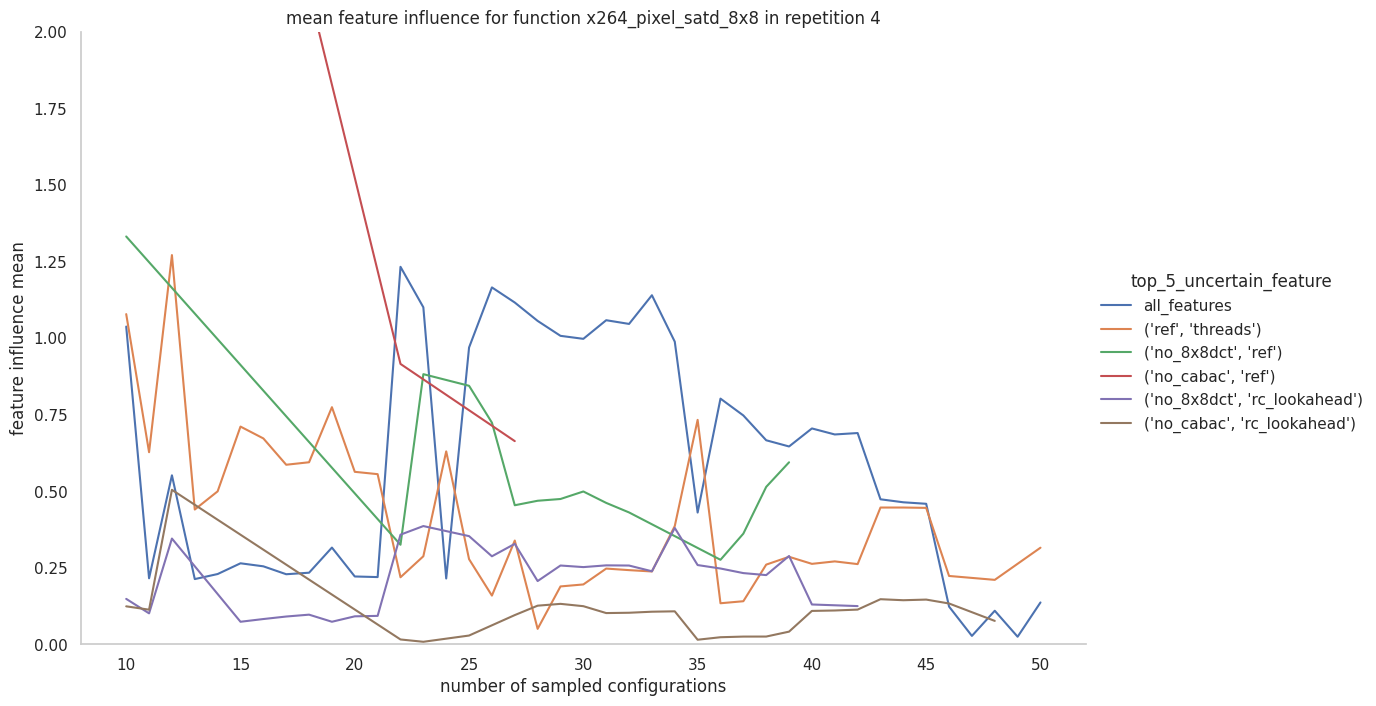 mean feature influence for function x264_pixel_satd_8x8 in repetition 4
2.00
1.75
1.50
1.25
1.00
0.75
0.50
0.25
0.00
feature influence mean
10 15 20 25 30 35 40 45 50
number of sampled configurations
top_5_uncertain_feature
all_features
('ref', 'threads')
('no_8x8dct', 'ref')
('no_cabac', 'ref')
('no_8x8dct', 'rc_lookahead')
('no_cabac', 'rc_lookahead')